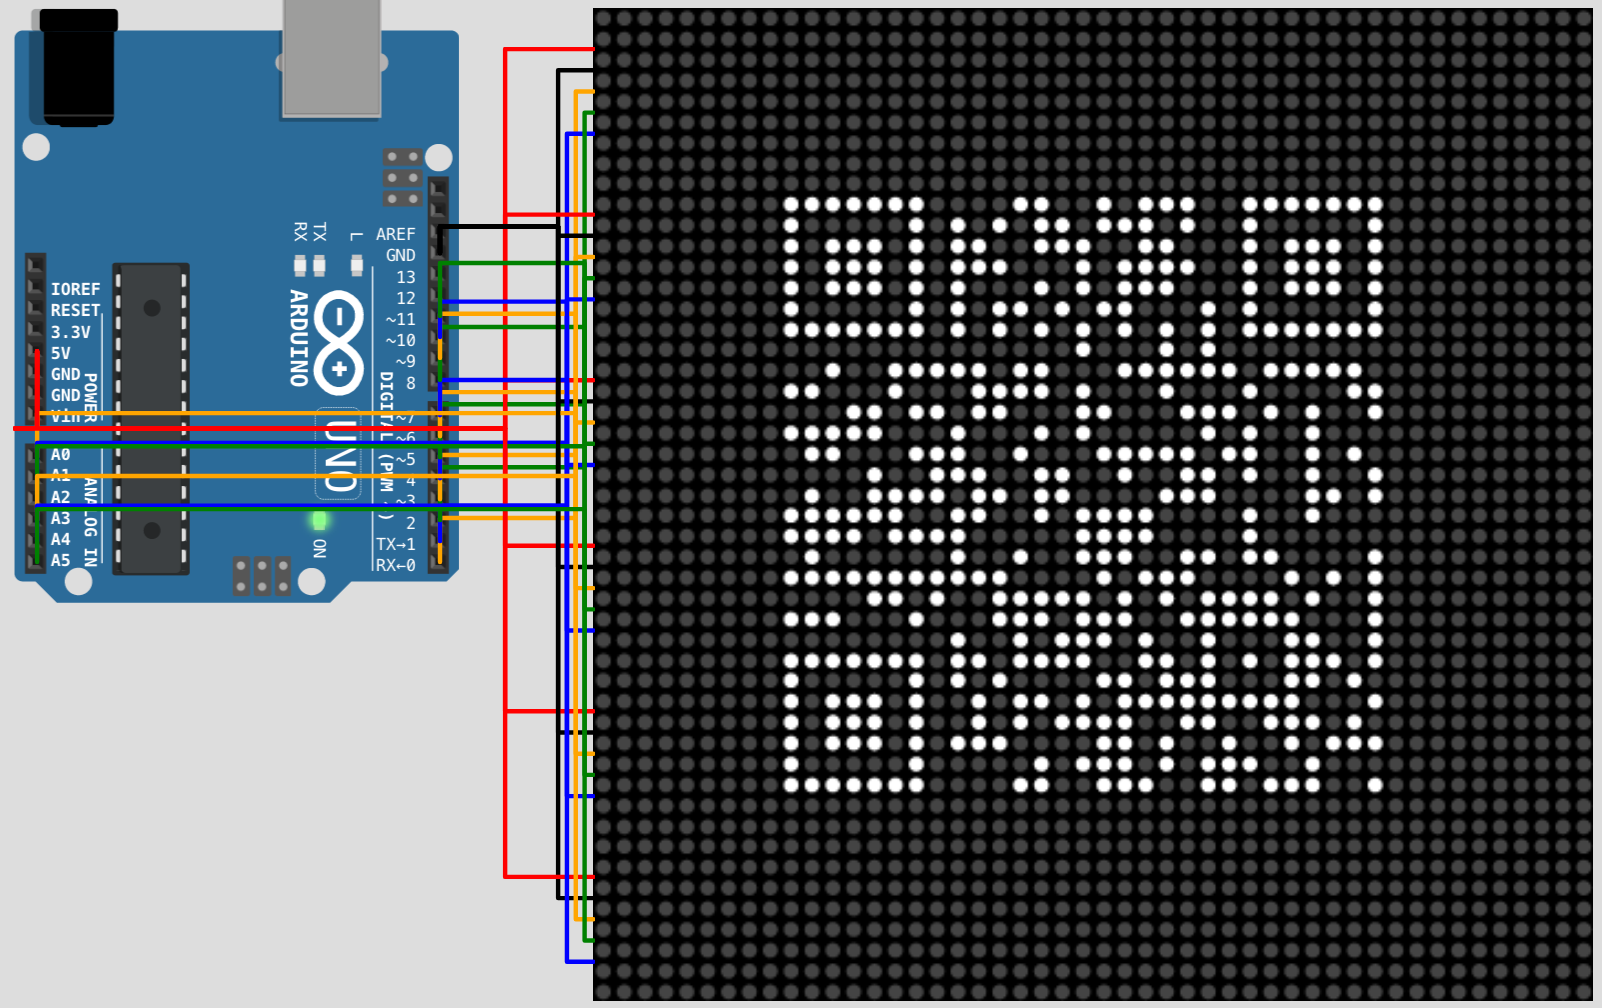 RX
TX
L
AREF
GND
13
12
~11
~10
~9
8
~7
~6
~5
4
~3
2
TX→1
RX←0
DIGITAL (PWM ~)
ARDUINO
UNO
ON
IOREF
RESET
3.3V
5V
GND
GND
Vin
POWER
A0
A1
A2
A3
A4
A5
ANALOG IN